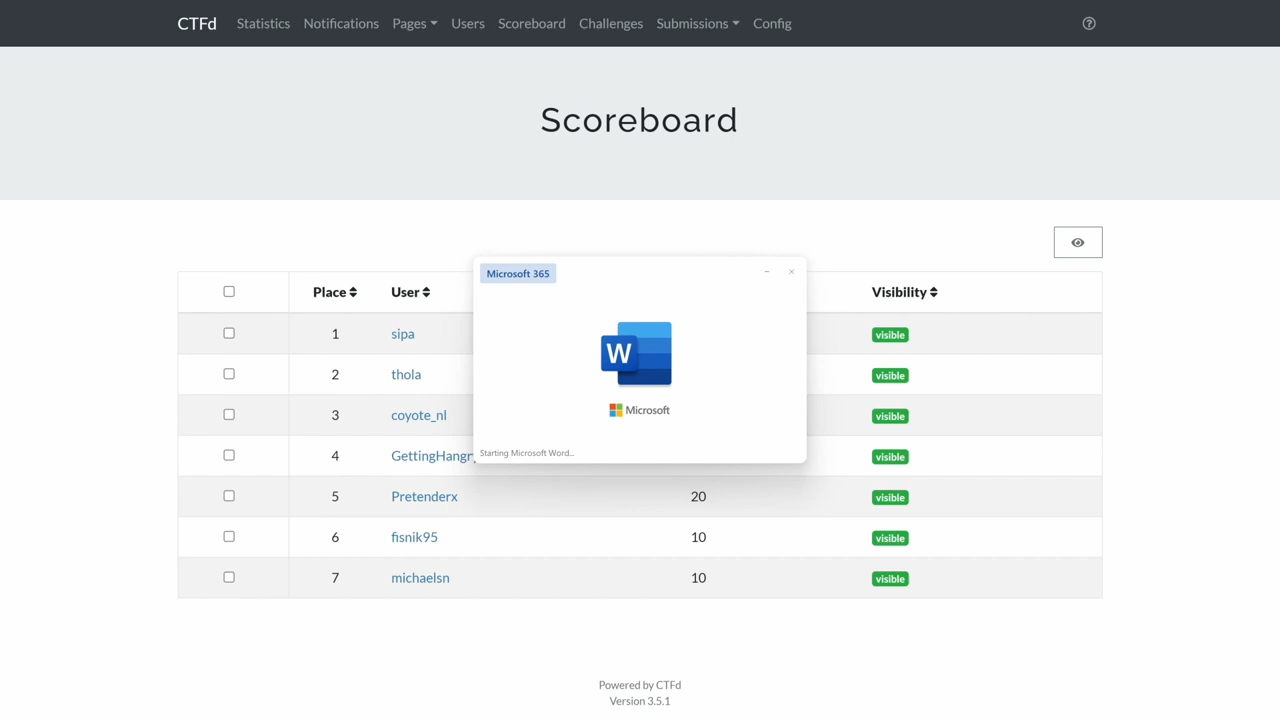 CTFd Statistics Notifications Pages Users Scoreboard Challenges Submissions Config
Scoreboard
Microsoft 365
Place User Visibility
1 sipa visible
2 thola visible
3 coyote_nl visible
4 visible
W
Microsoft
Starting Microsoft Word...
5 Pretenderx 20 visible
6 fisnik95 10 visible
7 michaelsn 10 visible
Powered by CTFd
Version 3.5.1